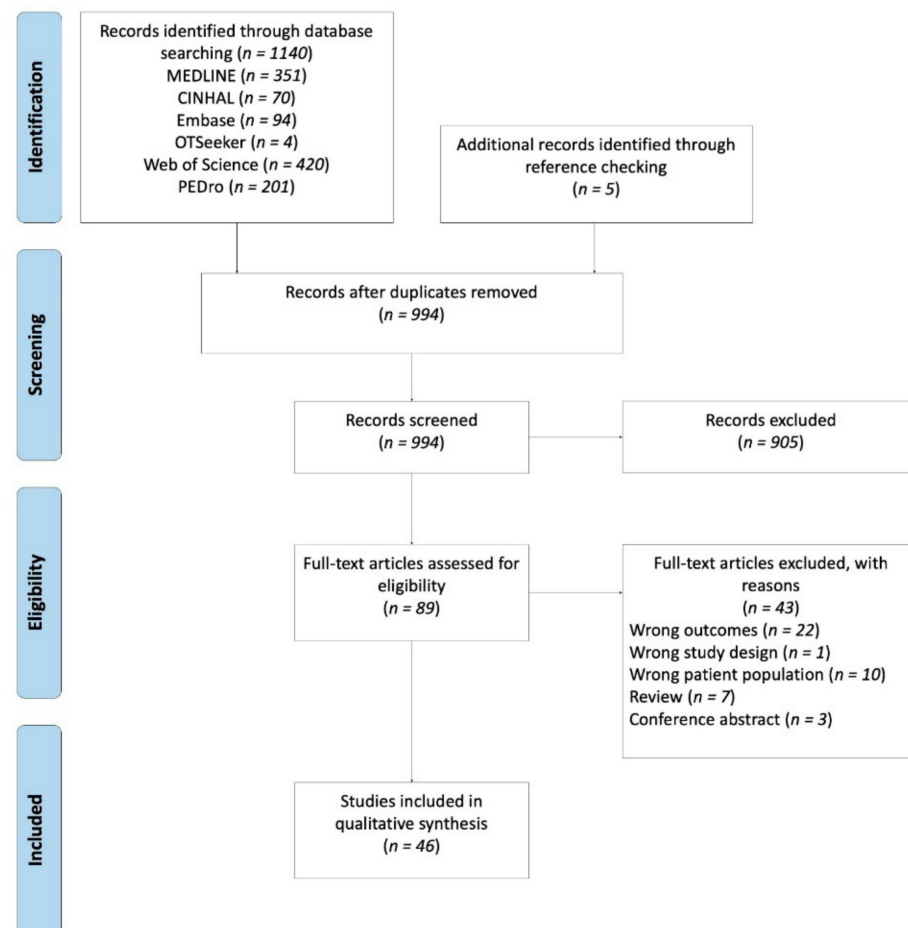 Identification
Records identified through database
searching (n = 1140)
MEDLINE (n = 351)
CINHAL (n = 70)
Embase (n = 94)
OTSeeker (n = 4)
Web of Science (n = 420)
PEDro (n = 201)
Additional records identified through
reference checking
(n = 5)
Screening
Records after duplicates removed
(n = 994)
Records screened
(n = 994)
Records excluded
(n = 905)
Eligibility
Full-text articles assessed for
eligibility
(n = 89)
Full-text articles excluded, with
reasons
(n = 43)
Wrong outcomes (n = 22)
Wrong study design (n = 1)
Wrong patient population (n = 10)
Review (n = 7)
Conference abstract (n = 3)
Included
Studies included in
qualitative synthesis
(n = 46)